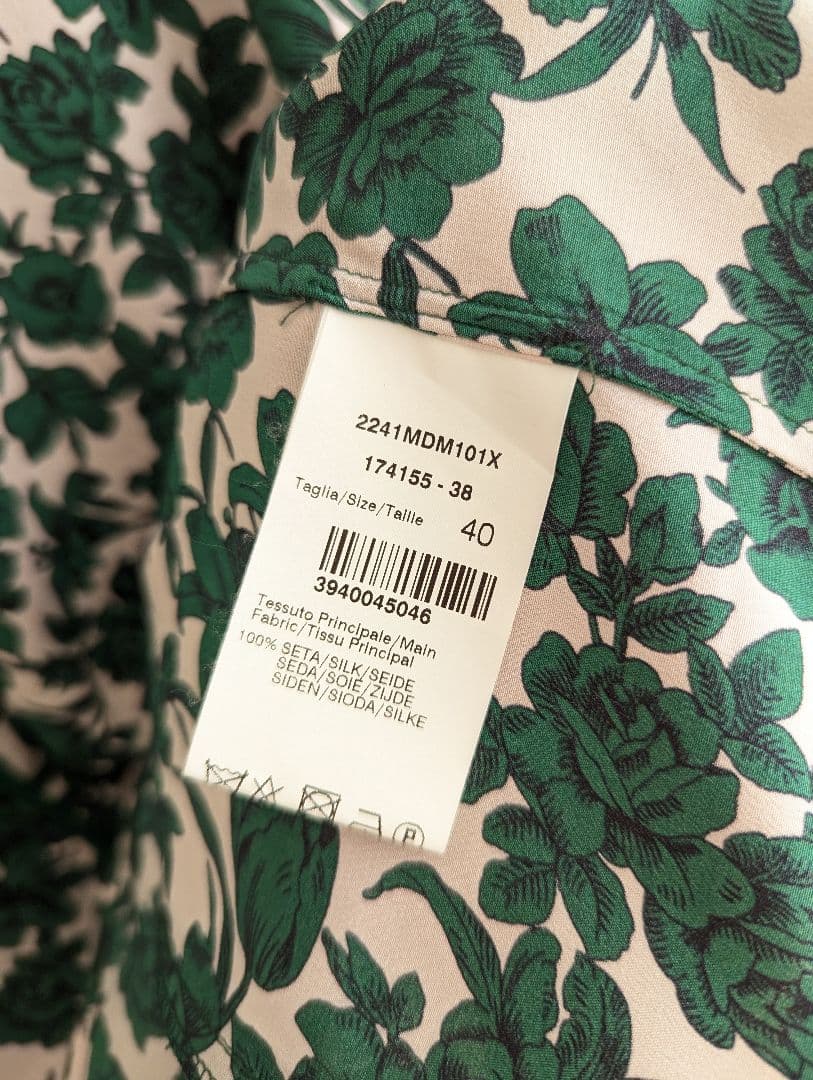 2241MDM101X
174155 - 38
Taglia/Size/Taille 40
3940045046
Tessuto Principale/Main
Fabric/Tissu Principal
100% SETA/SILK/SEIDE
SEDA/SOIE/ZIJDE
SIDEN/SIODA/SILKE
P